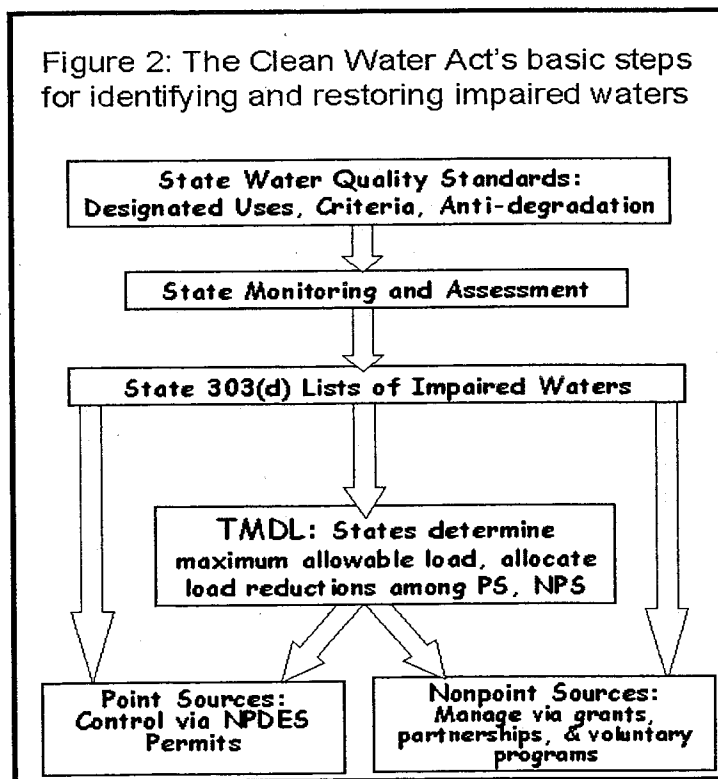 Figure 2: The Clean Water Act's basic steps
for identifying and restoring impaired waters
State Water Quality Standards:
Designated Uses, Criteria, Anti-degradation
State Monitoring and Assessment
State 303(d) Lists of Impaired Waters
TMDL: States determine
maximum allowable load, allocate
load reductions among PS, NPS
Point Sources:
Control via NPDES
Permits
Nonpoint Sources:
Manage via grants,
partnerships, & voluntary
programs